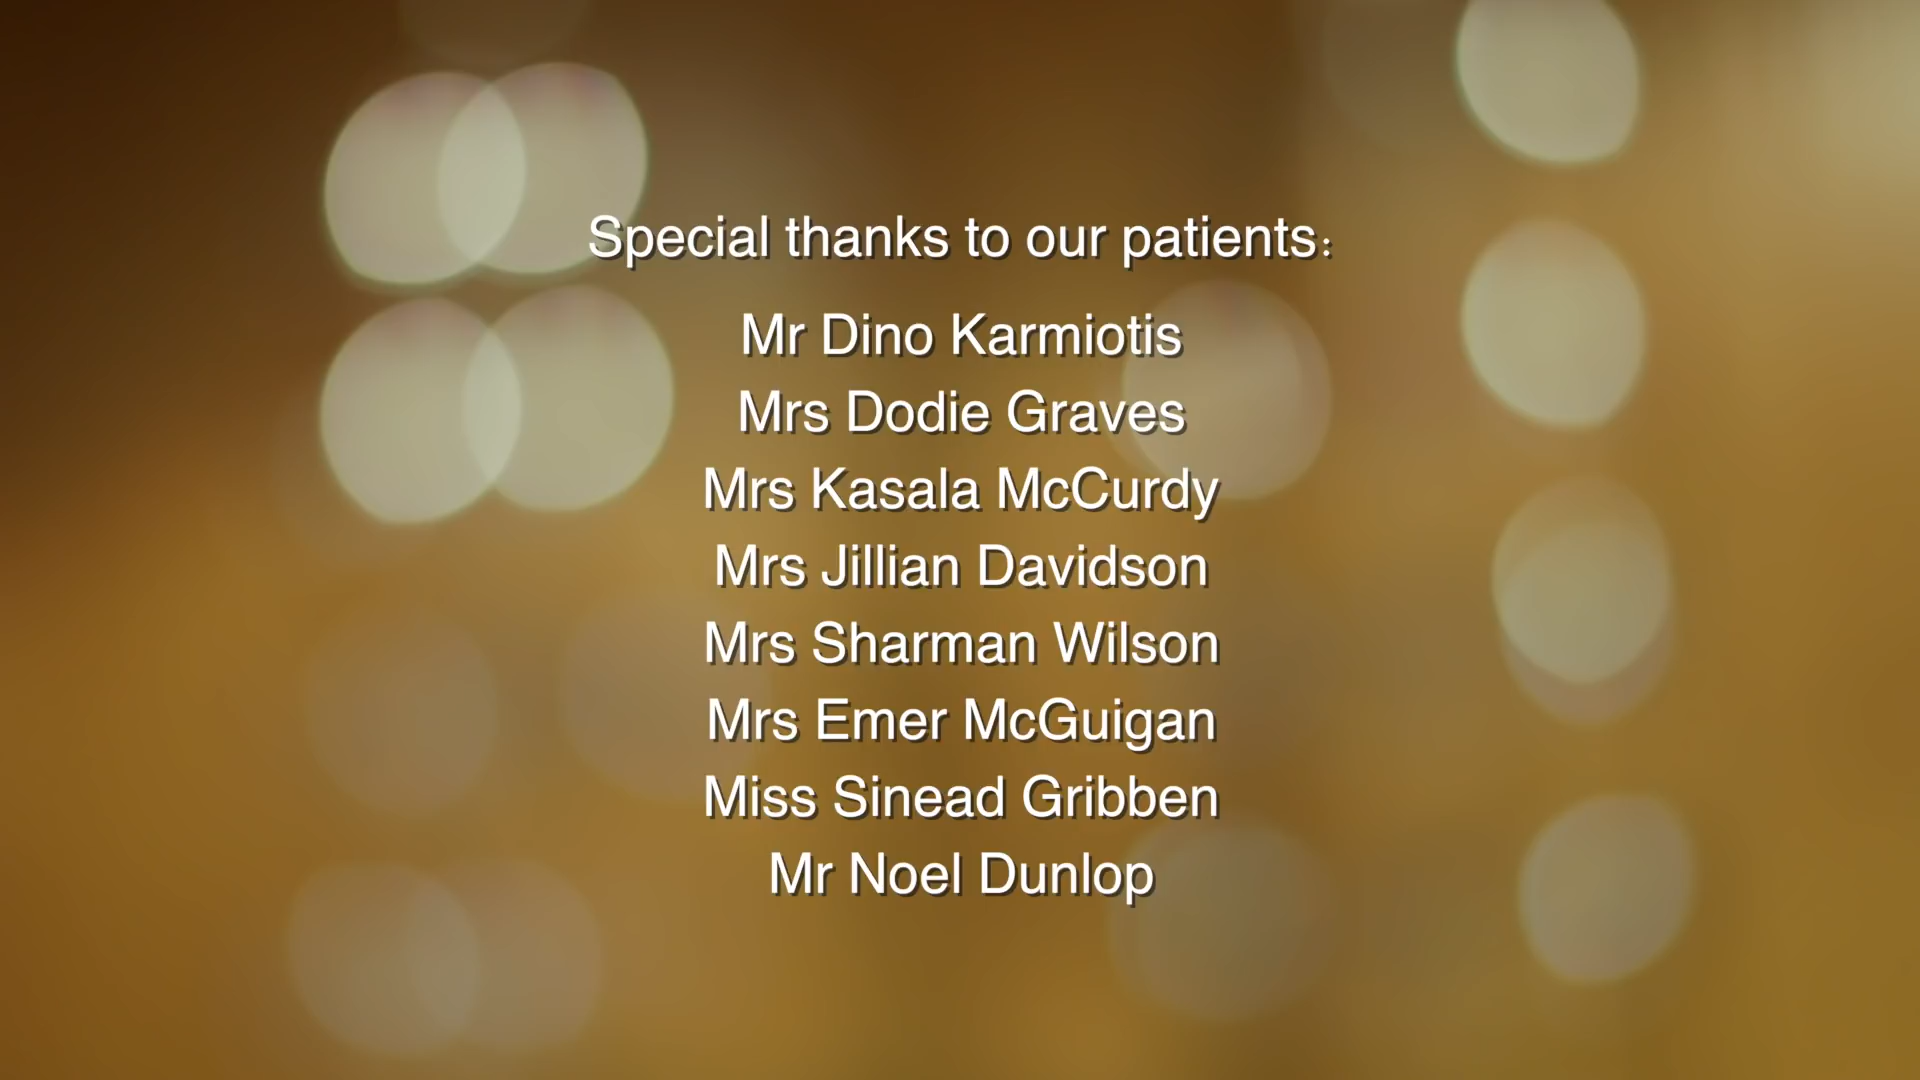 Special thanks to our patients:
Mr Dino Karmiotis
Mrs Dodie Graves
Mrs Kasala McCurdy
Mrs Jillian Davidson
Mrs Sharman Wilson
Mrs Emer McGuigan
Miss Sinead Gribben
Mr Noel Dunlop